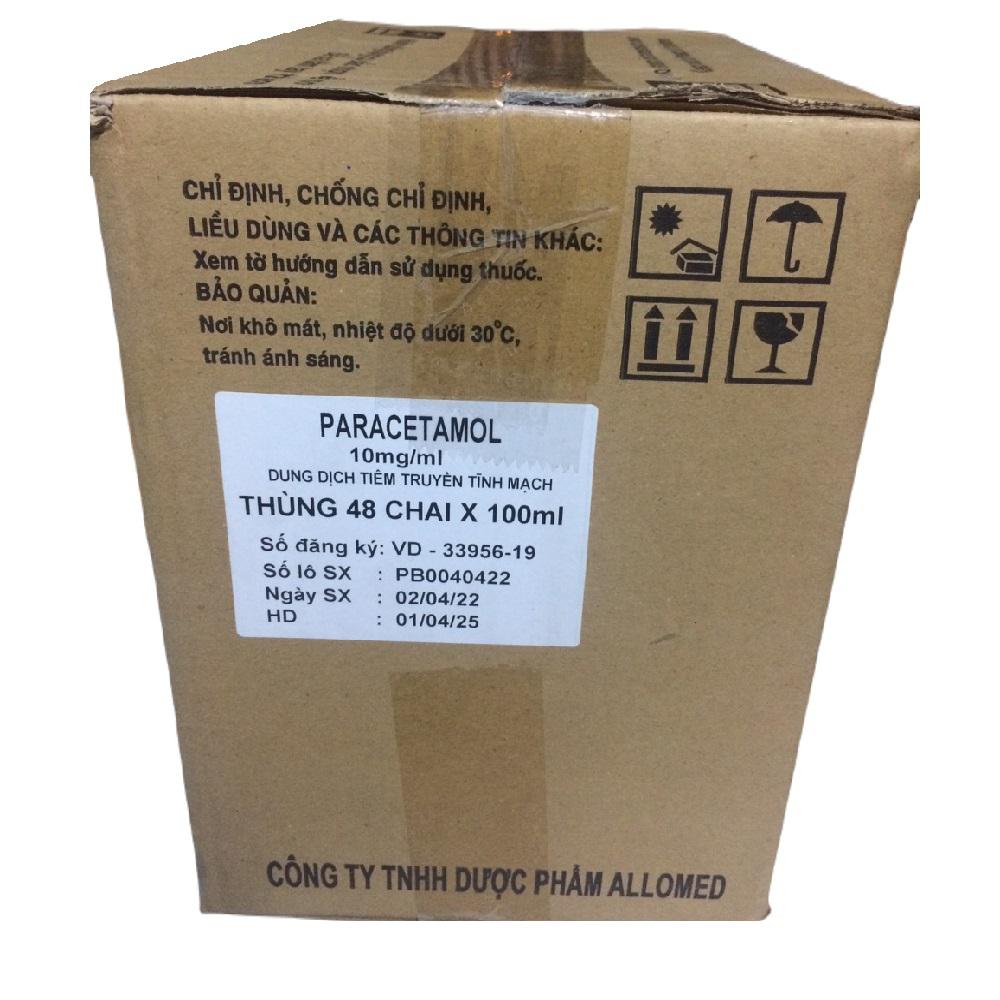 CHỈ ĐỊNH, CHỐNG CHỈ ĐỊNH,
LIỀU DÙNG VÀ CÁC THÔNG TIN KHÁC:
Xem tờ hướng dẫn sử dụng thuốc.
BẢO QUẢN:
Nơi khô mát, nhiệt độ dưới 30°C,
tránh ánh sáng.
PARACETAMOL
10mg/ml
DUNG DỊCH TIÊM TRUYỀN TĨNH MẠCH
THÙNG 48 CHAI X 100ml
Số đăng ký: VD - 33956-19
Số lô SX : PB0040422
Ngày SX : 02/04/22
HD : 01/04/25
CÔNG TY TNHH DƯỢC PHẨM ALLOMED